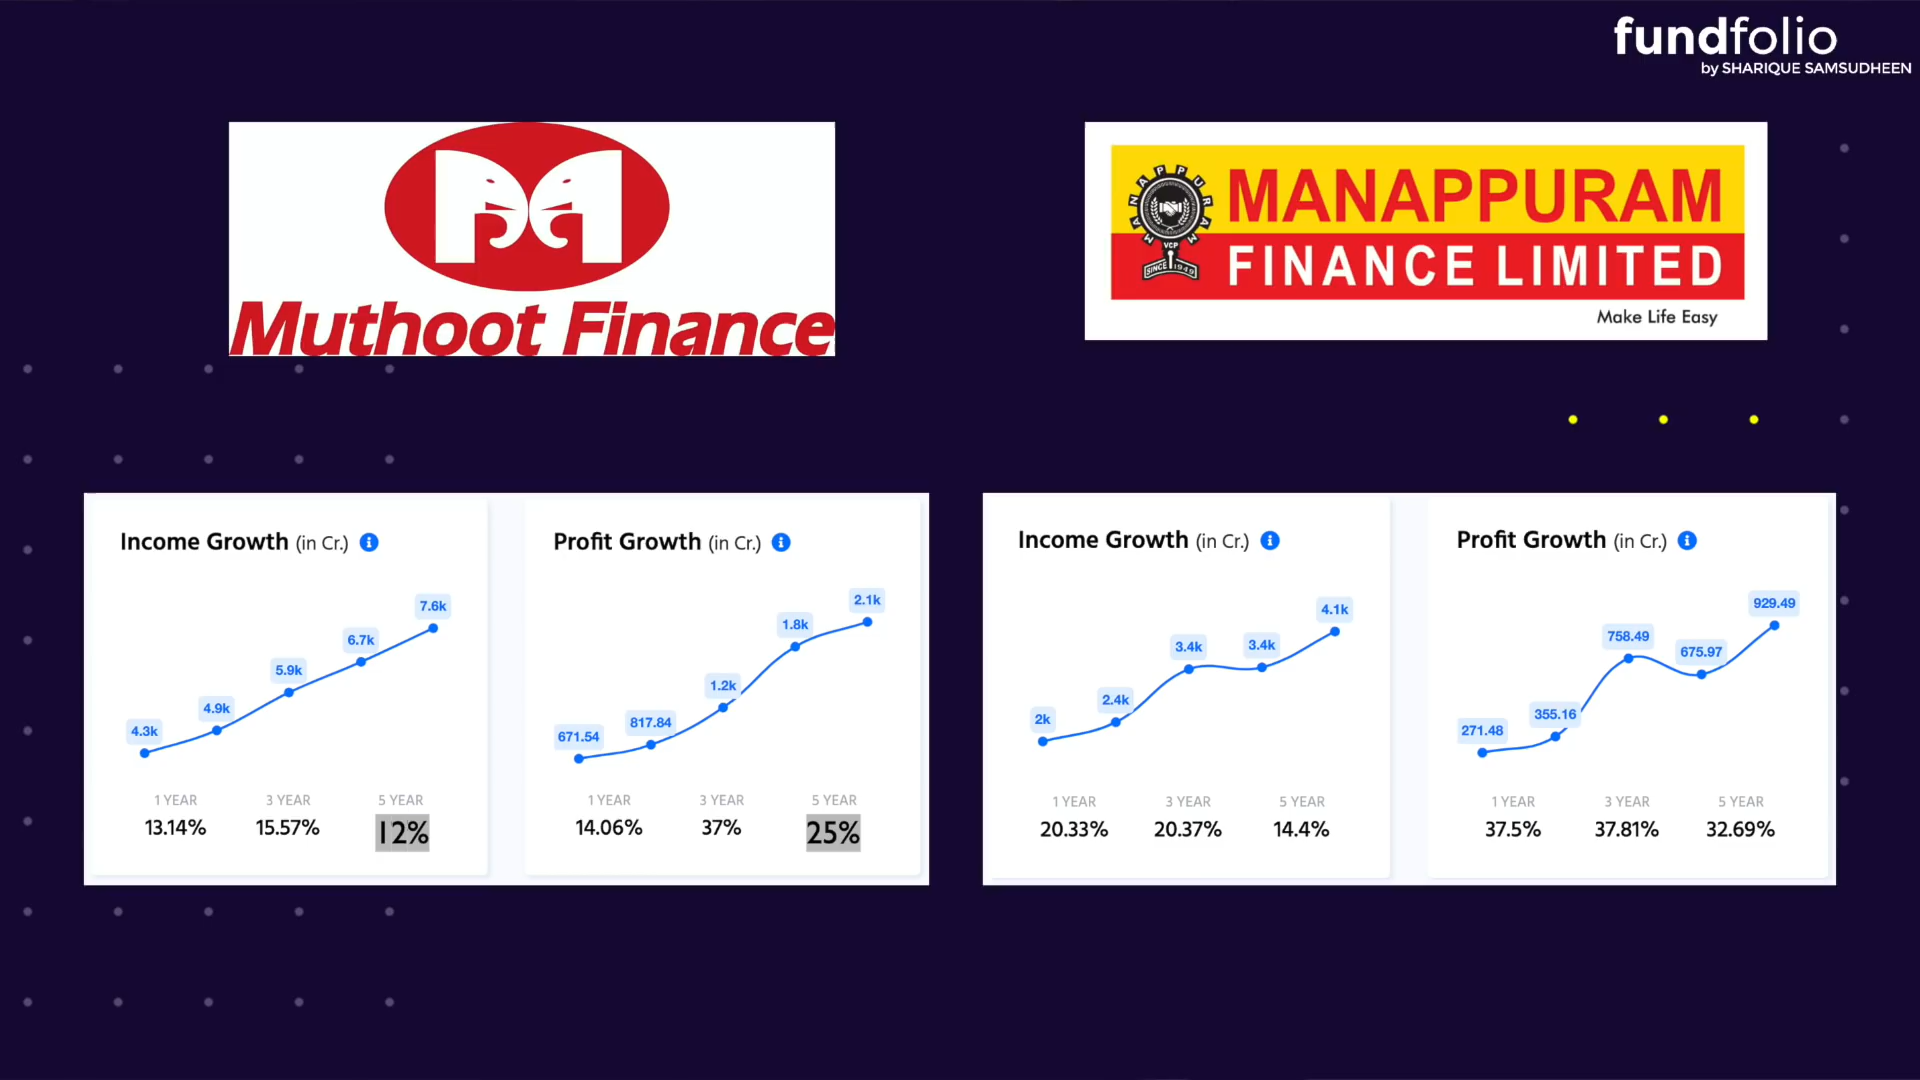 fundfolio
by SHARIQUE SAMSUDHEEN
Muthoot Finance
MANAPPURAM
VCP
SINCE 1949
MANAPPURAM
FINANCE LIMITED
Make Life Easy
Income Growth (in Cr.)
4.3k
4.9k
5.9k
6.7k
7.6k
1 YEAR 3 YEAR 5 YEAR
13.14% 15.57% 12%
Profit Growth (in Cr.)
671.54
817.84
1.2k
1.8k
2.1k
1 YEAR 3 YEAR 5 YEAR
14.06% 37% 25%
Income Growth (in Cr.)
2k
2.4k
3.4k
3.4k
4.1k
1 YEAR 3 YEAR 5 YEAR
20.33% 20.37% 14.4%
Profit Growth (in Cr.)
271.48
355.16
758.49
675.97
929.49
1 YEAR 3 YEAR 5 YEAR
37.5% 37.81% 32.69%